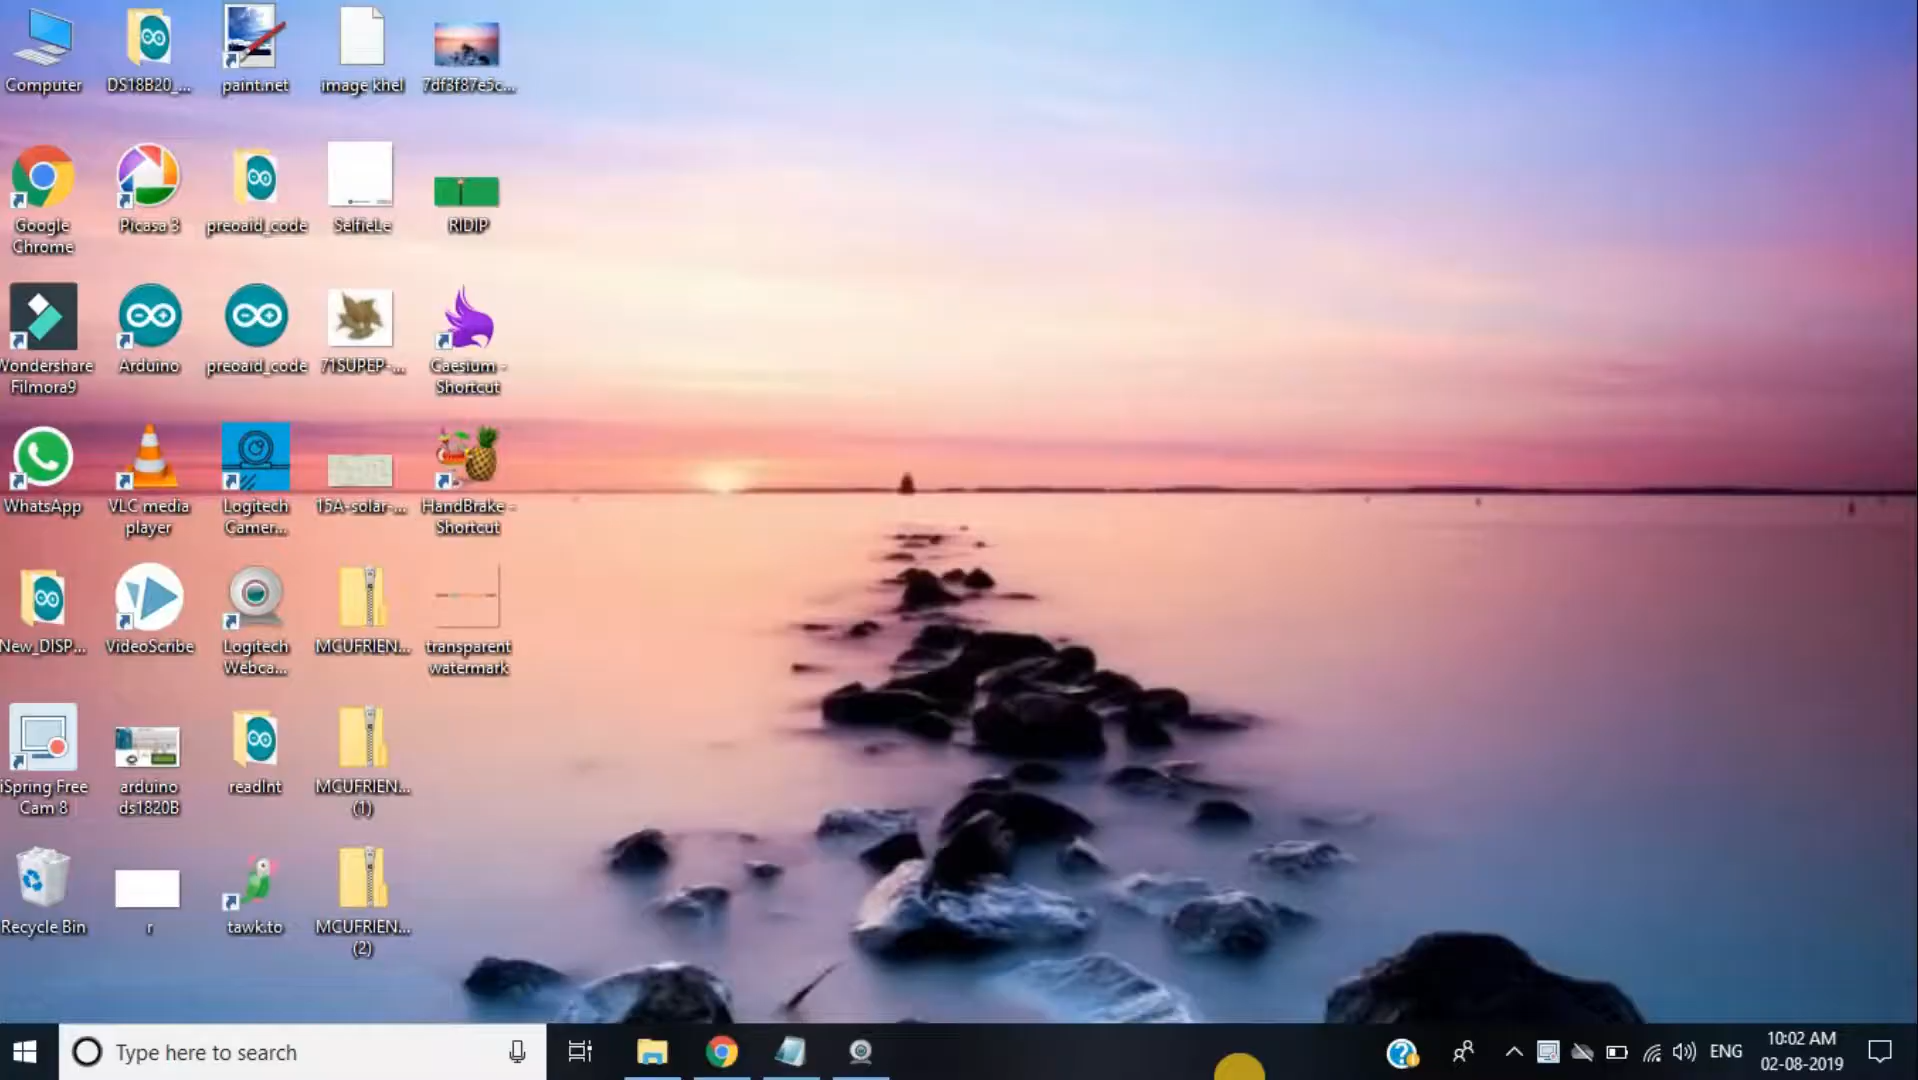 Computer
DS18B20_...
paint.net
image khel
7df3f87e5c...
Google
Chrome
Picasa 3
preoaid_code
SelfieLe
RIDIP
Wondershare
Filmora9
Arduino
preoaid_code
71SUPEP-...
Caesium -
Shortcut
WhatsApp
VLC media
player
Logitech
Camer...
15A-solar-...
HandBrake -
Shortcut
New_DISP...
VideoScribe
Logitech
Webca...
MCUFRIEN...
transparent
watermark
iSpring Free
Cam 8
arduino
ds1820B
readInt
MCUFRIEN...
(1)
Recycle Bin
r
tawk.to
MCUFRIEN...
(2)
Type here to search
ENG
10:02 AM
02-08-2019